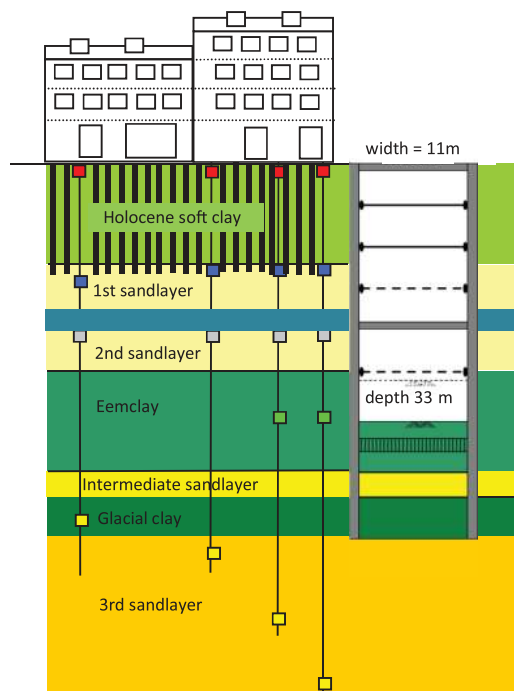 width = 11m
Holocene soft clay
1st sandlayer
2nd sandlayer
depth 33 m
Eemclay
Intermediate sandlayer
Glacial clay
3rd sandlayer